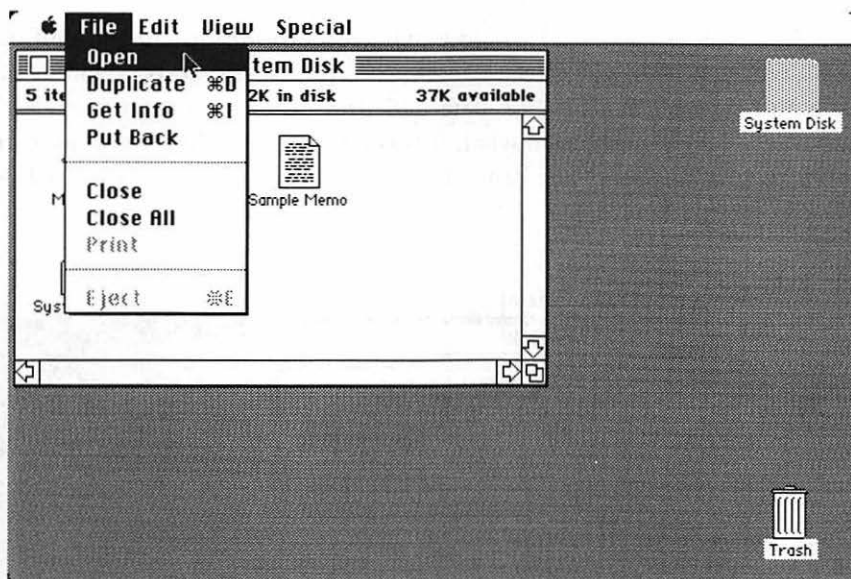 File Edit View Special
Open
Duplicate ⌘D
Get Info ⌘I
Put Back
Close
Close All
Print
Eject ⌘E
tem Disk
5 ite 2K in disk 37K available
M
Sample Memo
Sys
System Disk
Trash